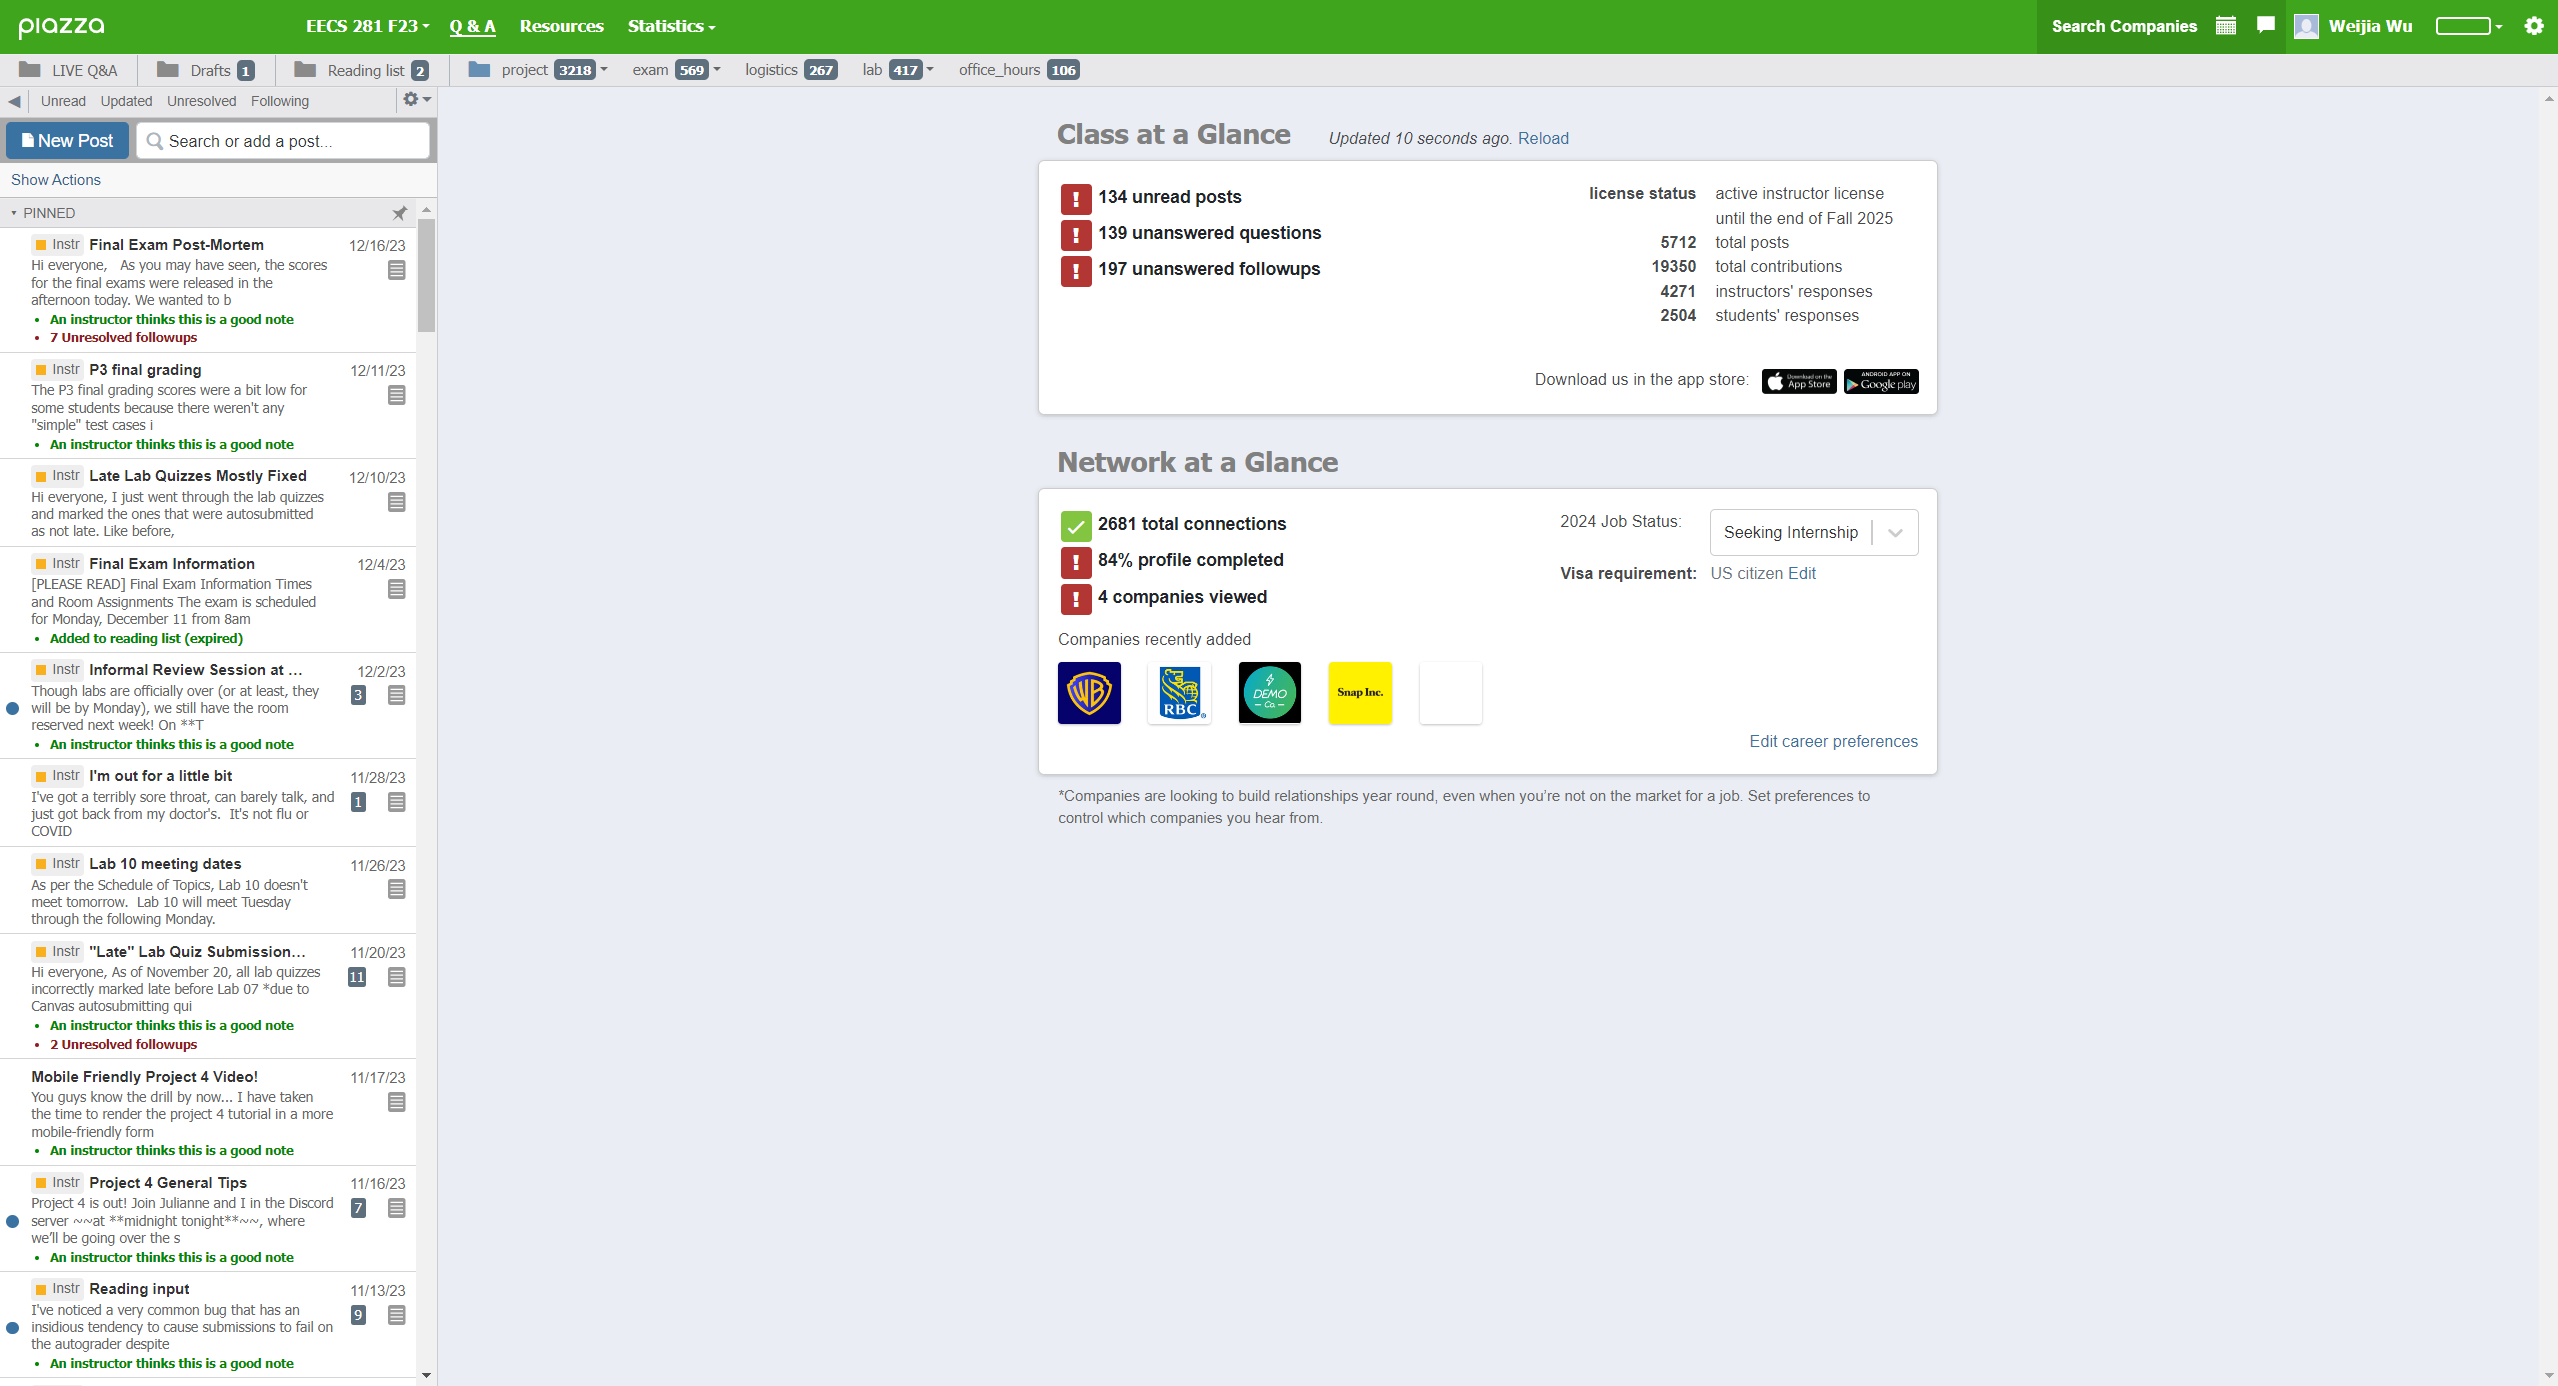 piazza EECS 281 F23 Q & A Resources Statistics Search Companies Weijia Wu
LIVE Q&A Drafts 1 Reading list 2 project 3218 exam 569 logistics 267 lab 417 office_hours 106
Unread Updated Unresolved Following
New Post Search or add a post...
Show Actions
PINNED
Instr Final Exam Post-Mortem 12/16/23
Hi everyone, As you may have seen, the scores
for the final exams were released in the
afternoon today. We wanted to b
• An instructor thinks this is a good note
• 7 Unresolved followups
Instr P3 final grading 12/11/23
The P3 final grading scores were a bit low for
some students because there weren't any
"simple" test cases i
• An instructor thinks this is a good note
Instr Late Lab Quizzes Mostly Fixed 12/10/23
Hi everyone, I just went through the lab quizzes
and marked the ones that were autosubmitted
as not late. Like before,
Instr Final Exam Information 12/4/23
[PLEASE READ] Final Exam Information Times
and Room Assignments The exam is scheduled
for Monday, December 11 from 8am
• Added to reading list (expired)
Instr Informal Review Session at ... 12/2/23
Though labs are officially over (or at least, they 3
will be by Monday), we still have the room
reserved next week! On **T
• An instructor thinks this is a good note
Instr I'm out for a little bit 11/28/23
I've got a terribly sore throat, can barely talk, and 1
just got back from my doctor's. It's not flu or
COVID
Instr Lab 10 meeting dates 11/26/23
As per the Schedule of Topics, Lab 10 doesn't
meet tomorrow. Lab 10 will meet Tuesday
through the following Monday.
Instr "Late" Lab Quiz Submission... 11/20/23
Hi everyone, As of November 20, all lab quizzes 11
incorrectly marked late before Lab 07 *due to
Canvas autosubmitting qui
• An instructor thinks this is a good note
• 2 Unresolved followups
Mobile Friendly Project 4 Video! 11/17/23
You guys know the drill by now... I have taken
the time to render the project 4 tutorial in a more
mobile-friendly form
• An instructor thinks this is a good note
Instr Project 4 General Tips 11/16/23
Project 4 is out! Join Julianne and I in the Discord 7
server ~~at **midnight tonight**~~, where
we'll be going over the s
• An instructor thinks this is a good note
Instr Reading input 11/13/23
I've noticed a very common bug that has an 9
insidious tendency to cause submissions to fail on
the autograder despite
• An instructor thinks this is a good note
Class at a Glance Updated 10 seconds ago. Reload
! 134 unread posts
! 139 unanswered questions
! 197 unanswered followups
license status active instructor license
until the end of Fall 2025
5712 total posts
19350 total contributions
4271 instructors' responses
2504 students' responses
Download us in the app store: Download on the App Store ANDROID APP ON Google play
Network at a Glance
2681 total connections
! 84% profile completed
! 4 companies viewed
2024 Job Status: Seeking Internship
Visa requirement: US citizen Edit
Companies recently added
WB RBC DEMO Co. Snap Inc.
Edit career preferences
*Companies are looking to build relationships year round, even when you're not on the market for a job. Set preferences to
control which companies you hear from.